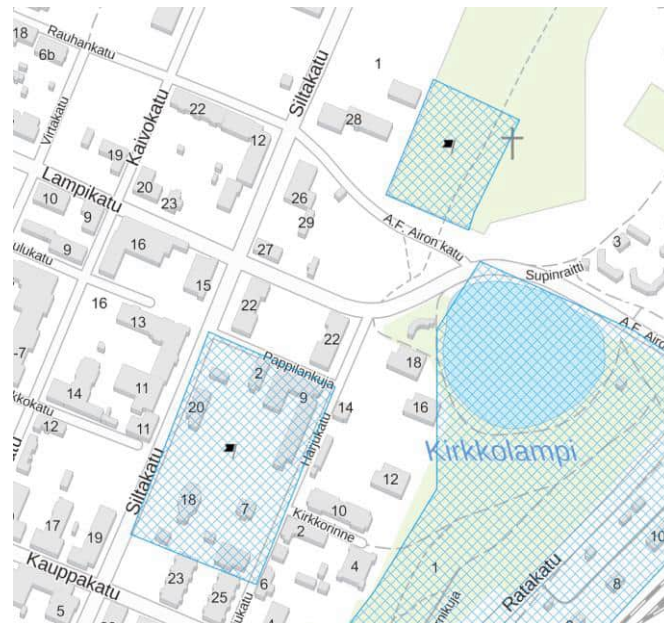 18
Rauhankatu
6b
Virtakatu
Kaivokatu
Siltakatu
1
22
28
12
19
Lampikatu
20
23
26
10
9
29
A.F. Airon katu
9
16
27
3
15
Supinraitti
16
22
13
22
A.F. Airo
Pappilankuja
18
2
9
14
11
20
14
16
12
11
Harjukatu
Kirkkolampi
Siltakatu
12
18
7
10
17
19
Kirkkorinne
2
10
Kauppakatu
4
1
Ratakatu
23
6
8
5
25